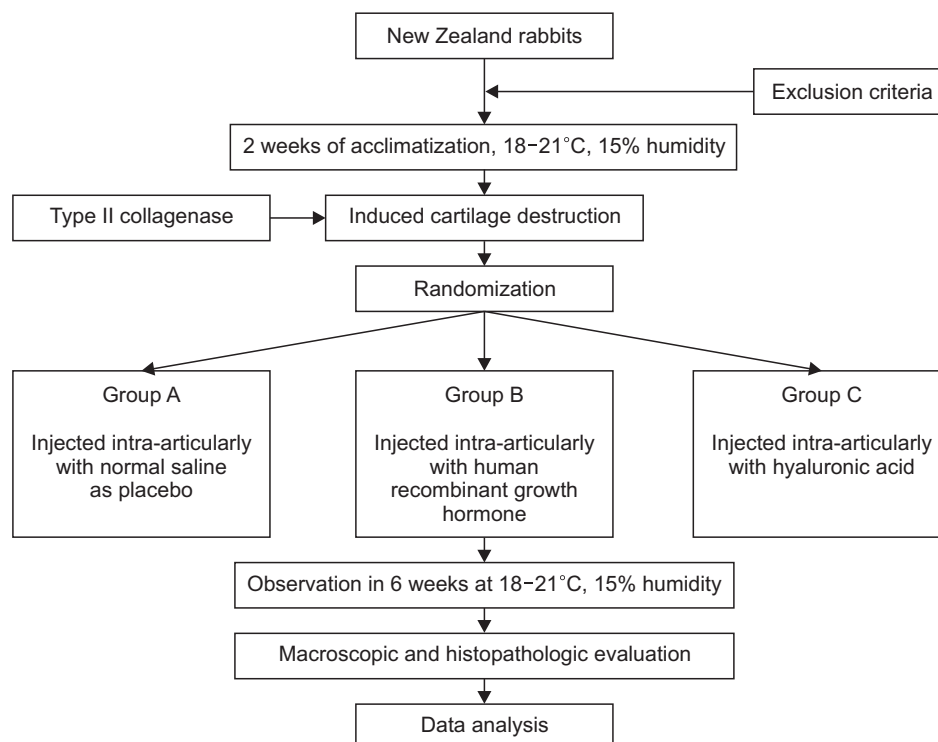 New Zealand rabbits
Exclusion criteria
2 weeks of acclimatization, 18−21°C, 15% humidity
Type II collagenase
Induced cartilage destruction
Randomization
Group A
Injected intra-articularly
with normal saline
as placebo
Group B
Injected intra-articularly
with human
recombinant growth
hormone
Group C
Injected intra-articularly
with hyaluronic acid
Observation in 6 weeks at 18−21°C, 15% humidity
Macroscopic and histopathologic evaluation
Data analysis